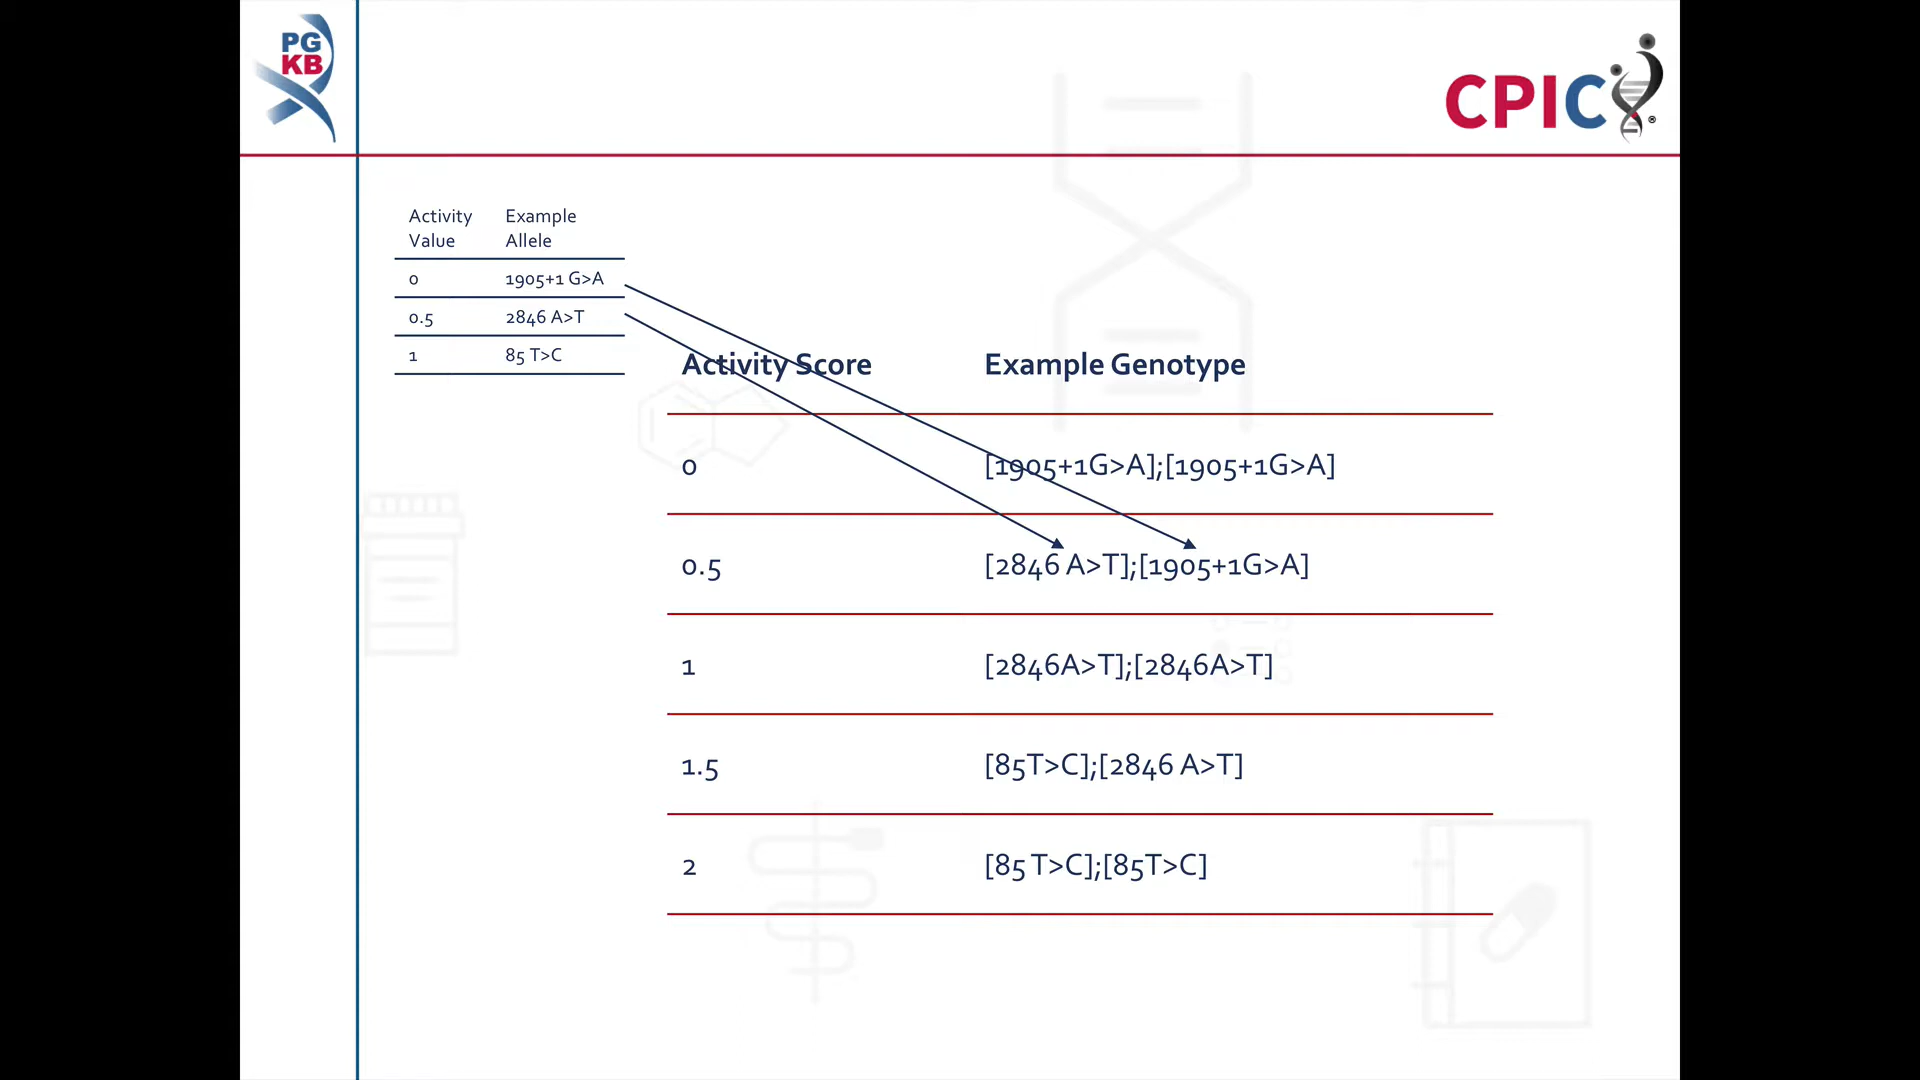 PG
KB
CPIC®
Activity Example
Value Allele
0 1905+1 G>A
0.5 2846 A>T
1 85 T>C
Activity Score Example Genotype
0 [1905+1G>A];[1905+1G>A]
0.5 [2846 A>T];[1905+1G>A]
1 [2846A>T];[2846A>T]
1.5 [85T>C];[2846 A>T]
2 [85 T>C];[85T>C]